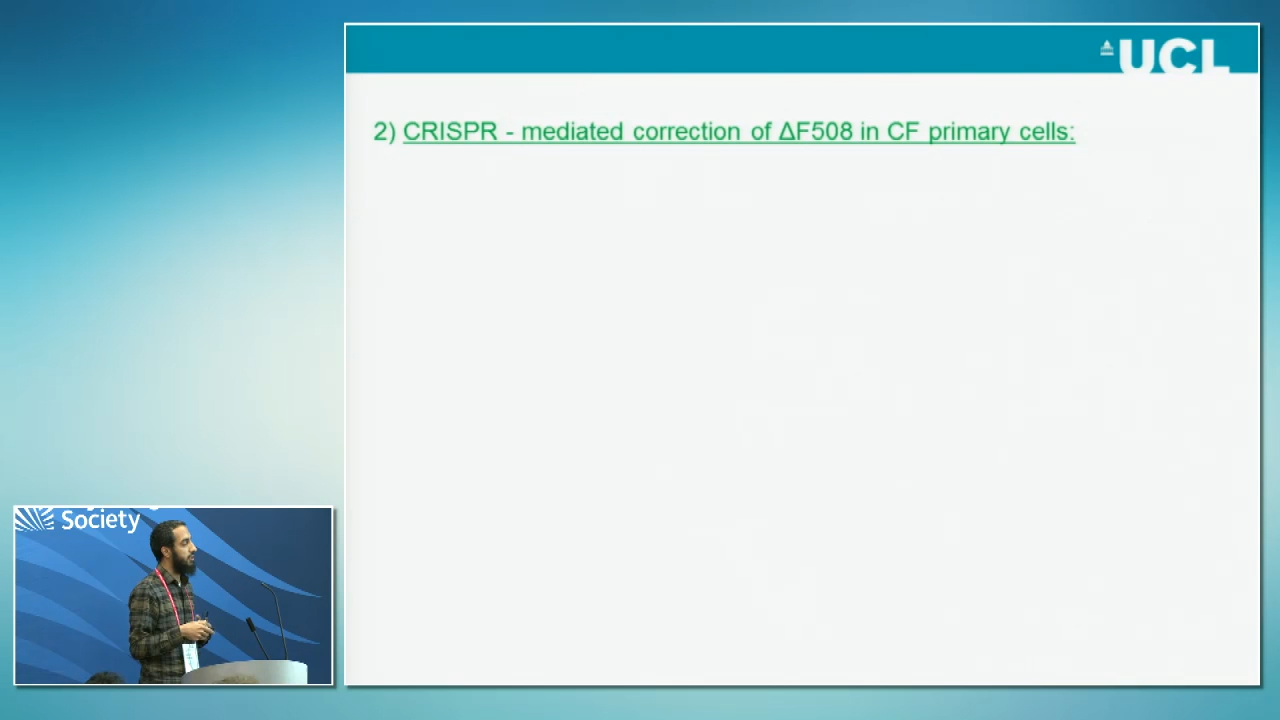 UCL
2) CRISPR - mediated correction of ΔF508 in CF primary cells:
Society